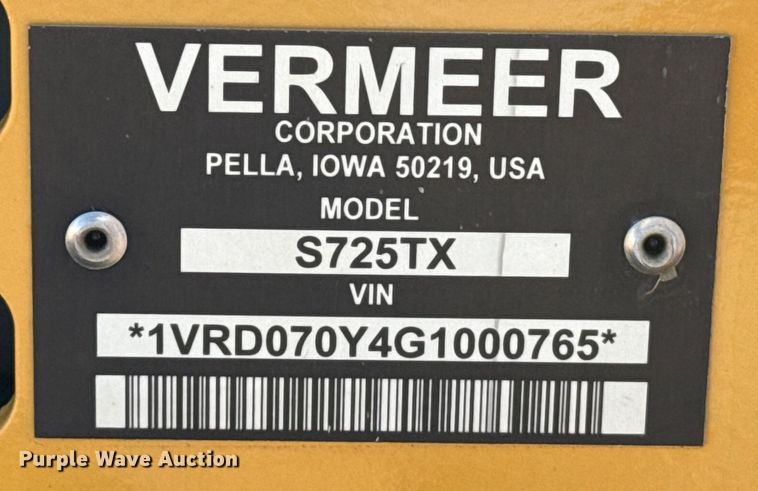 VERMEER
CORPORATION
PELLA, IOWA 50219, USA
MODEL
S725TX
VIN
*1VRD070Y4G1000765*
Purple Wave Auction